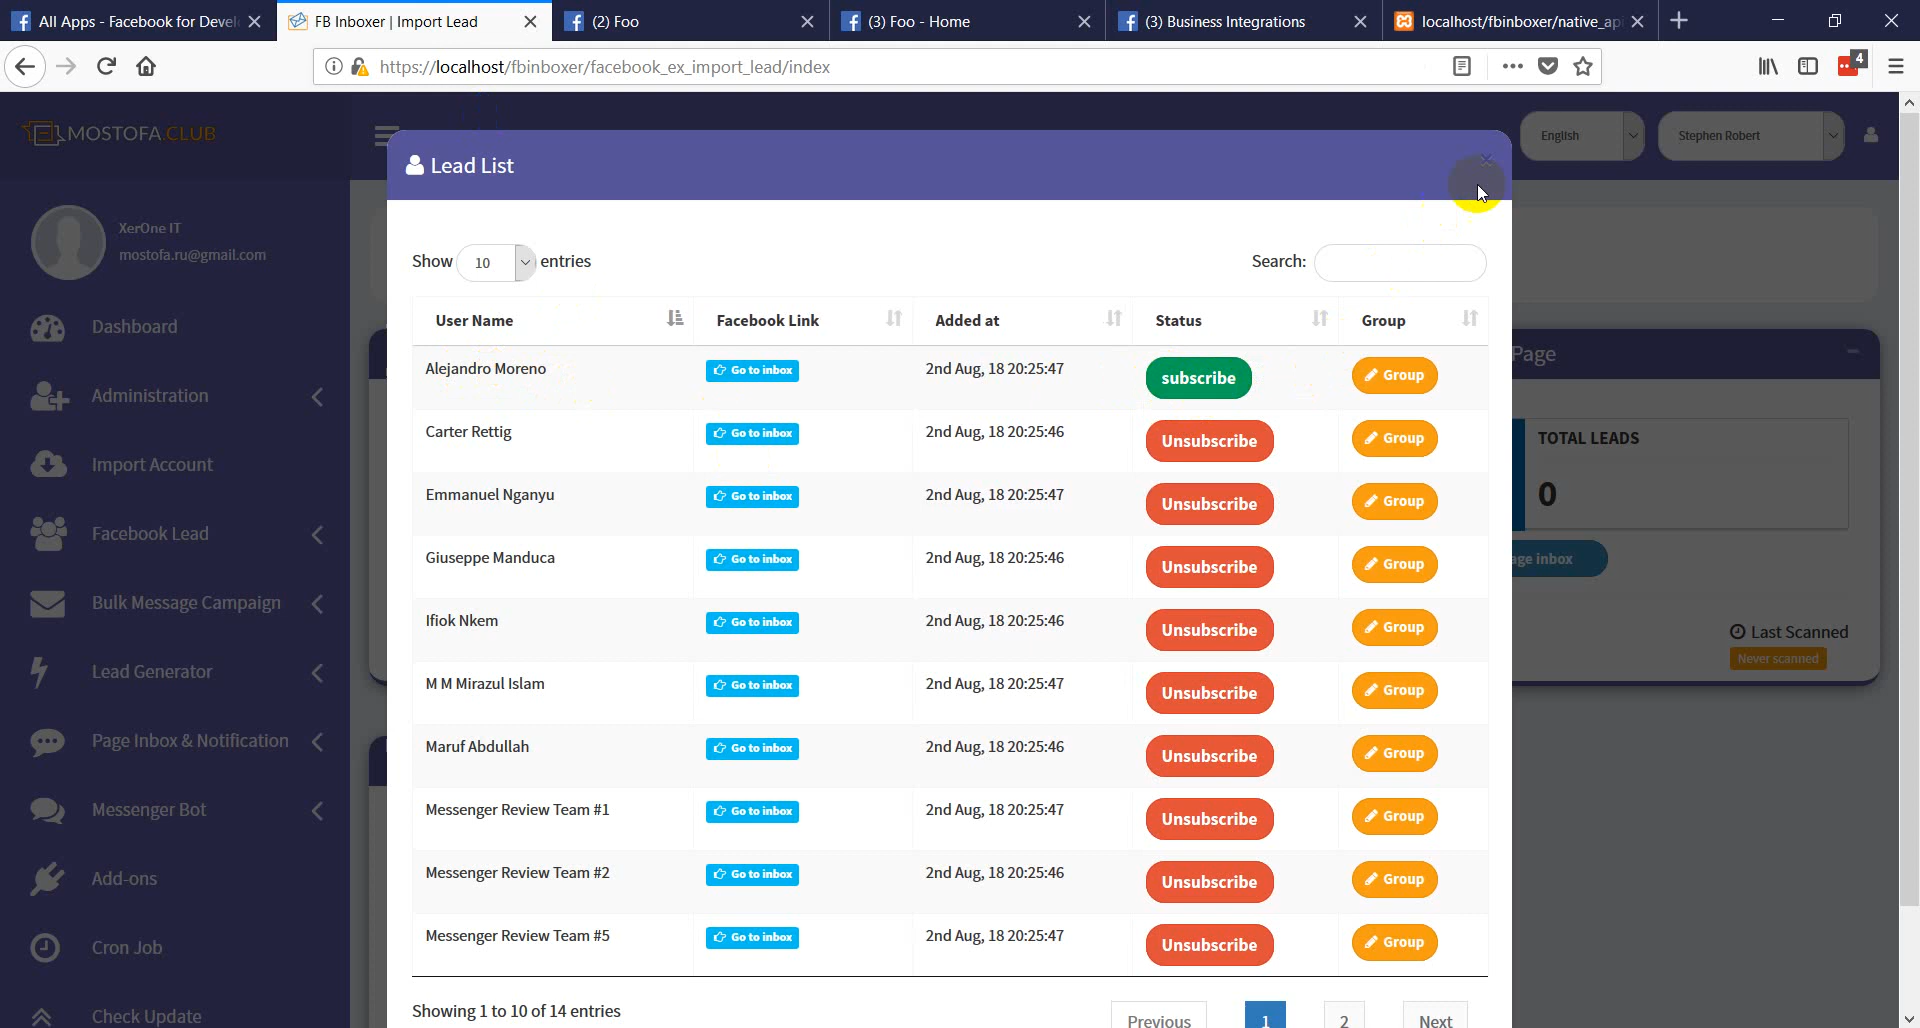 All Apps - Facebook for Devel
FB Inboxer | Import Lead
(2) Foo
(3) Foo - Home
(3) Business Integrations
localhost/fbinboxer/native_ap
https://localhost/fbinboxer/facebook_ex_import_lead/index
4
MOSTOFA.CLUB
English
Stephen Robert
XerOne IT
mostofa.ru@gmail.com
Dashboard
Administration
Import Account
Facebook Lead
Bulk Message Campaign
Lead Generator
Page Inbox & Notification
Messenger Bot
Add-ons
Cron Job
Check Update
Lead List
Show 10 entries
Search:
User Name Facebook Link Added at Status Group
Alejandro Moreno Go to inbox 2nd Aug, 18 20:25:47 subscribe Group
Carter Rettig Go to inbox 2nd Aug, 18 20:25:46 Unsubscribe Group
Emmanuel Nganyu Go to inbox 2nd Aug, 18 20:25:47 Unsubscribe Group
Giuseppe Manduca Go to inbox 2nd Aug, 18 20:25:46 Unsubscribe Group
Ifiok Nkem Go to inbox 2nd Aug, 18 20:25:46 Unsubscribe Group
M M Mirazul Islam Go to inbox 2nd Aug, 18 20:25:47 Unsubscribe Group
Maruf Abdullah Go to inbox 2nd Aug, 18 20:25:46 Unsubscribe Group
Messenger Review Team #1 Go to inbox 2nd Aug, 18 20:25:47 Unsubscribe Group
Messenger Review Team #2 Go to inbox 2nd Aug, 18 20:25:46 Unsubscribe Group
Messenger Review Team #5 Go to inbox 2nd Aug, 18 20:25:47 Unsubscribe Group
Showing 1 to 10 of 14 entries
Previous 1 2 Next
Page
TOTAL LEADS
0
age inbox
Last Scanned
Never scanned